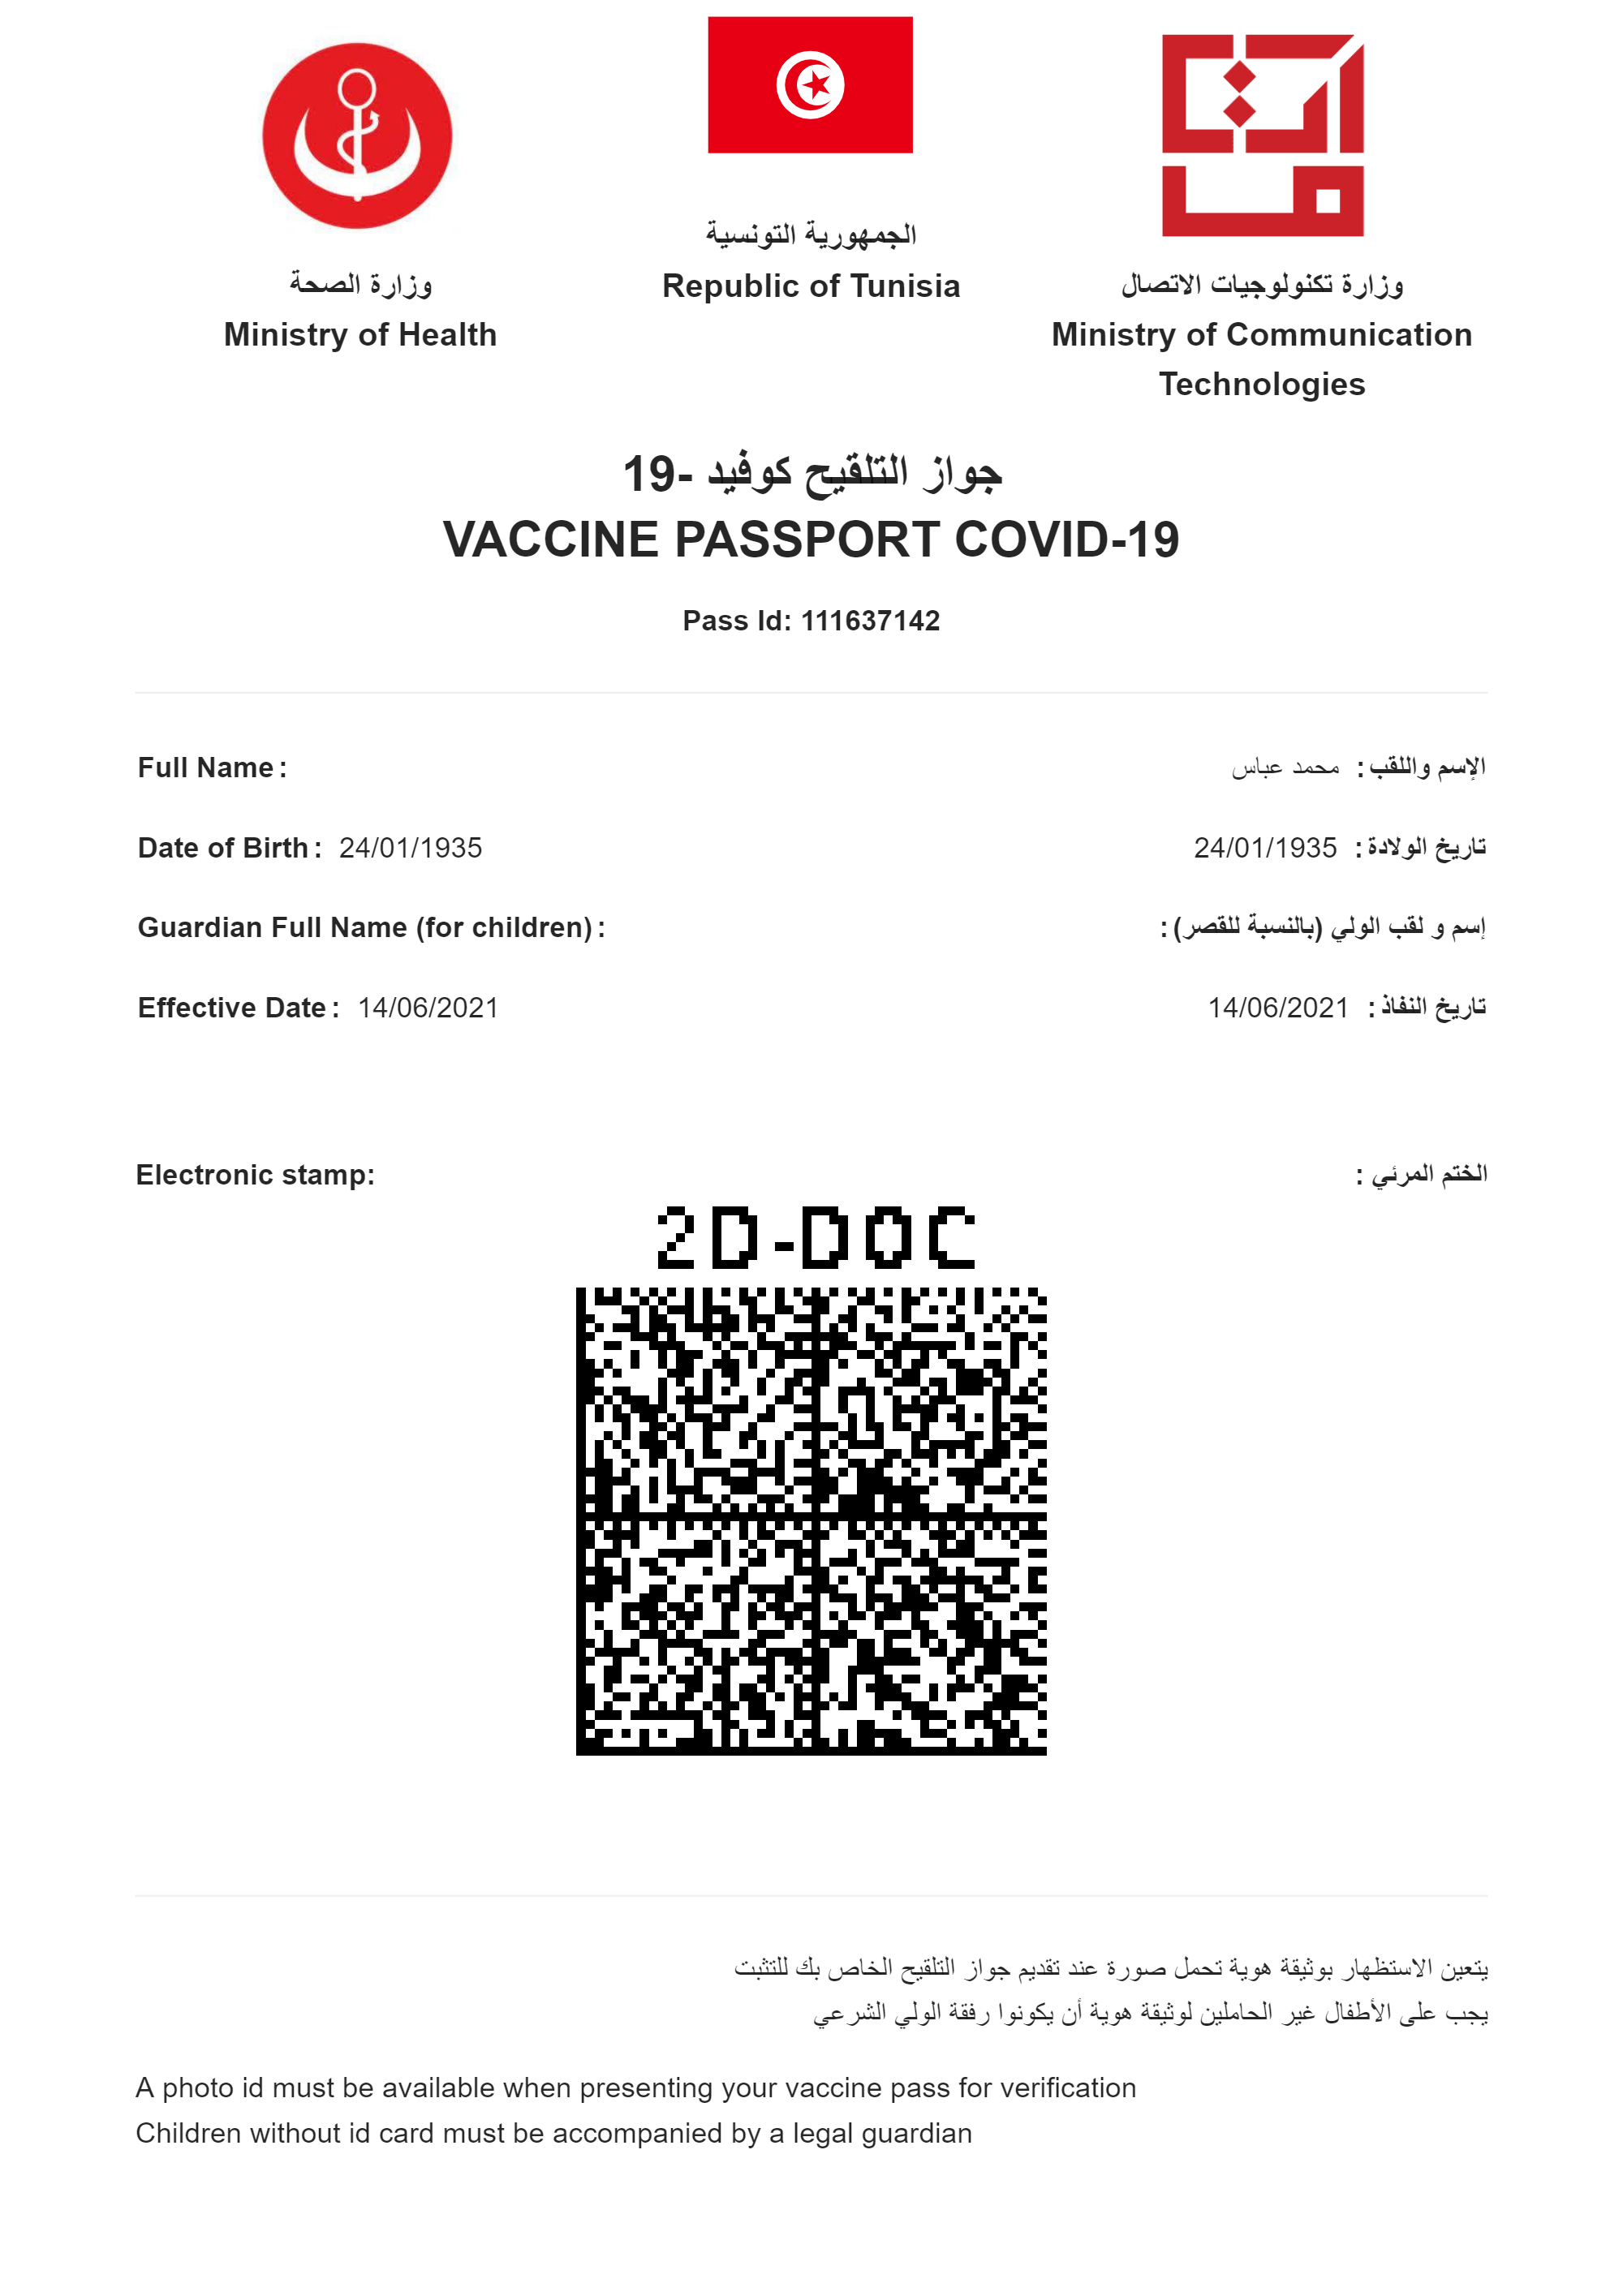 الجمهورية التونسية
Republic of Tunisia
وزارة الصحة
Ministry of Health
وزارة تكنولوجيات الاتصال
Ministry of Communication
Technologies
جواز التلقيح كوفيد -19
VACCINE PASSPORT COVID-19
Pass Id: 111637142
Full Name :
الإسم واللقب : محمد عباس
Date of Birth : 24/01/1935
تاريخ الولادة : 24/01/1935
Guardian Full Name (for children) :
إسم و لقب الولي (بالنسبة للقصر) :
Effective Date : 14/06/2021
تاريخ النفاذ : 14/06/2021
Electronic stamp:
الختم المرئي :
2D-DOC
يتعين الاستظهار بوثيقة هوية تحمل صورة عند تقديم جواز التلقيح الخاص بك للتثبت
يجب على الأطفال غير الحاملين لوثيقة هوية أن يكونوا رفقة الولي الشرعي
A photo id must be available when presenting your vaccine pass for verification
Children without id card must be accompanied by a legal guardian